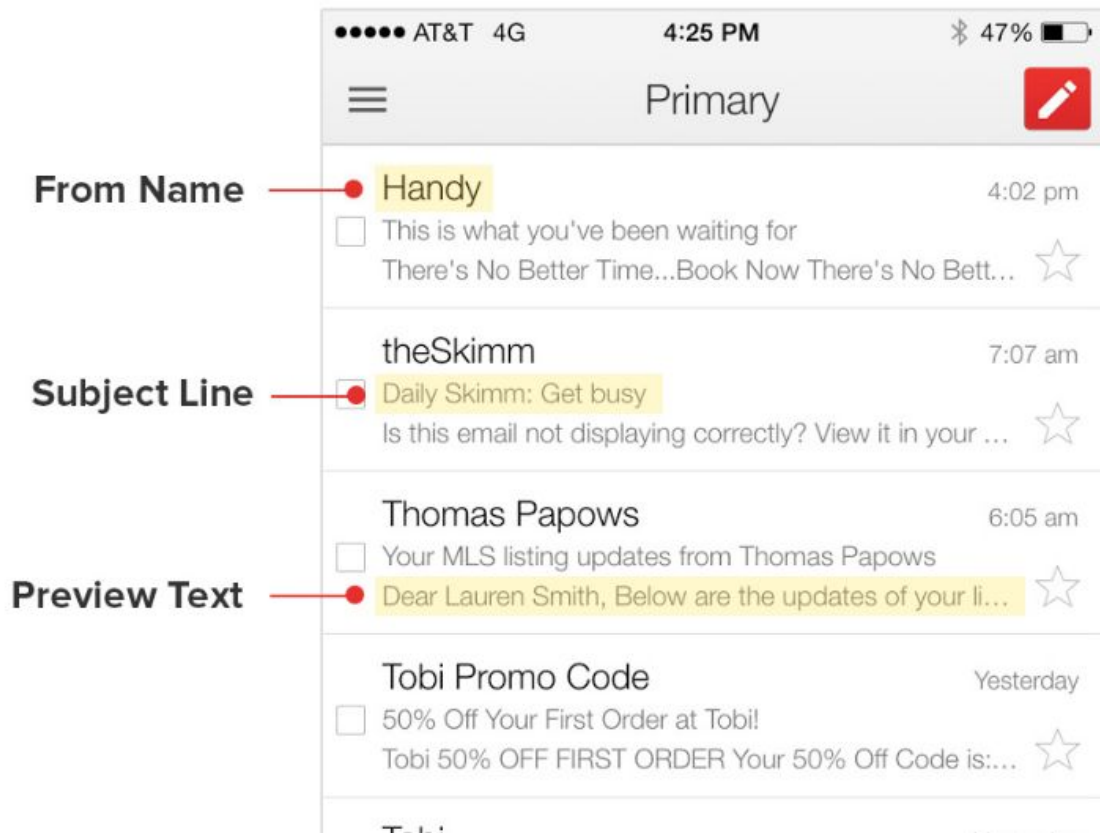 AT&T 4G 4:25 PM 47%
Primary
From Name
Handy 4:02 pm
This is what you've been waiting for
There's No Better Time...Book Now There's No Bett...
theSkimm 7:07 am
Subject Line
Daily Skimm: Get busy
Is this email not displaying correctly? View it in your ...
Thomas Papows 6:05 am
Your MLS listing updates from Thomas Papows
Preview Text
Dear Lauren Smith, Below are the updates of your li...
Tobi Promo Code Yesterday
50% Off Your First Order at Tobi!
Tobi 50% OFF FIRST ORDER Your 50% Off Code is:...
Tobi